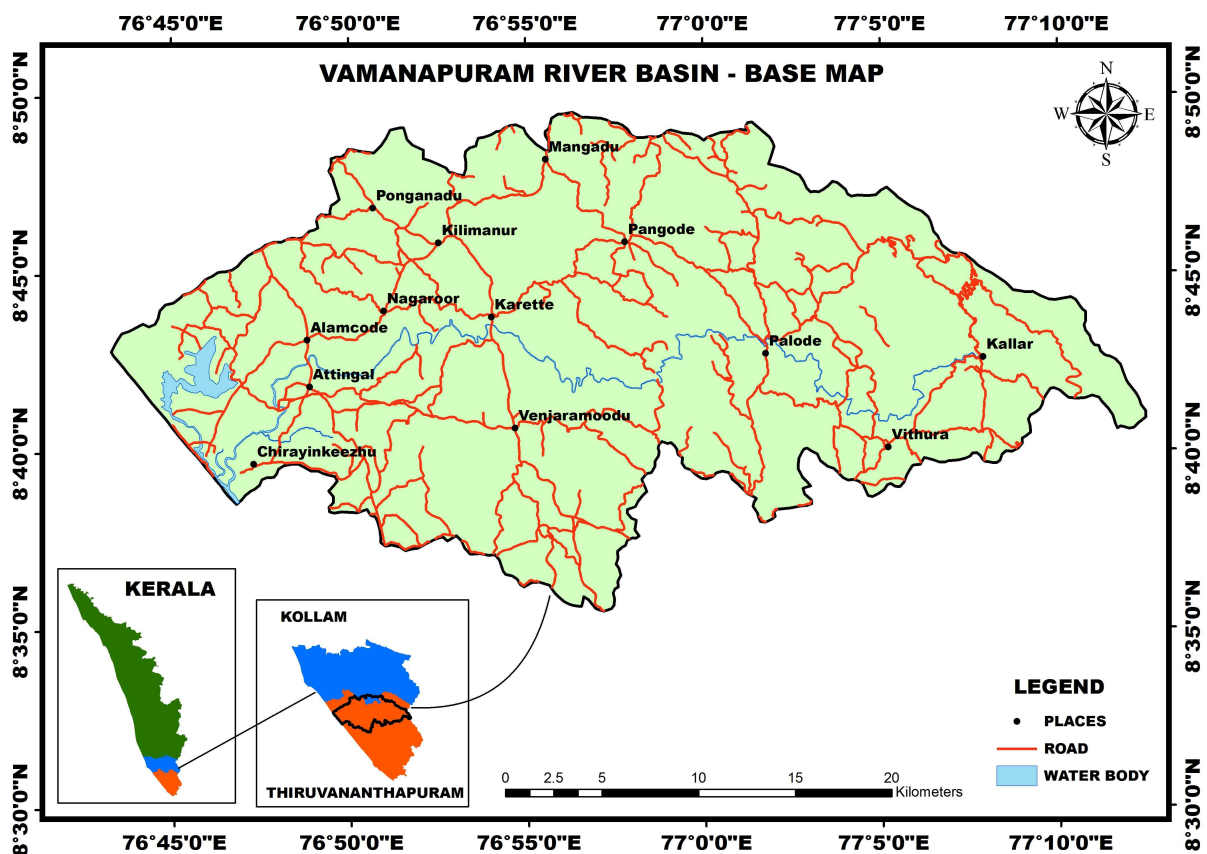 76°45'0"E 76°50'0"E 76°55'0"E 77°0'0"E 77°5'0"E 77°10'0"E
VAMANAPURAM RIVER BASIN - BASE MAP
N
W E
S
8°50'0"N 8°50'0"N
Mangadu
Ponganadu
Kilimanur
Pangode
8°45'0"N 8°45'0"N
Nagaroor
Karette
Alamcode
Palode
Kallar
Attingal
Venjaramoodu
Vithura
Chirayinkeezhu
8°40'0"N 8°40'0"N
KERALA
KOLLAM
THIRUVANANTHAPURAM
8°35'0"N 8°35'0"N
LEGEND
PLACES
ROAD
WATER BODY
0 2.5 5 10 15 20
Kilometers
8°30'0"N 8°30'0"N
76°45'0"E 76°50'0"E 76°55'0"E 77°0'0"E 77°5'0"E 77°10'0"E